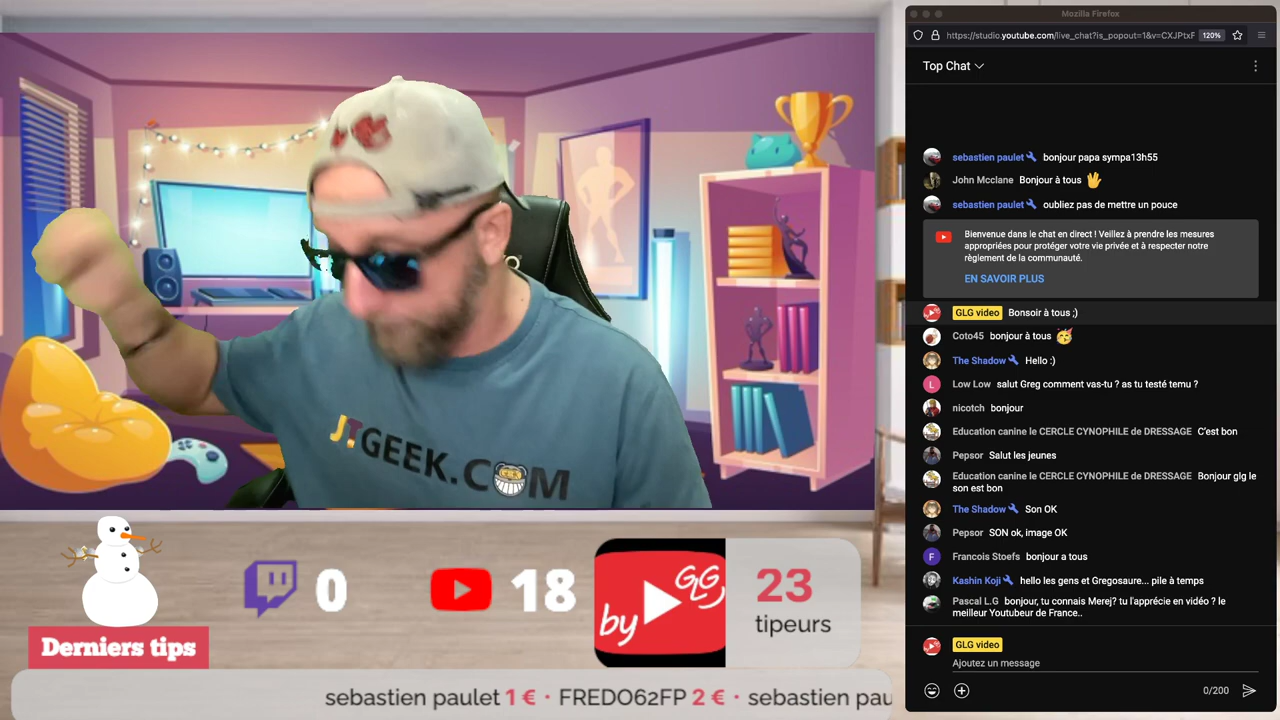 Mozilla Firefox
https://studio.youtube.com/live_chat?is_popout=1&v=CXJPtxF
120%
Top Chat
sebastien paulet bonjour papa sympa13h55
John Mcclane Bonjour à tous 🖖
sebastien paulet oubliez pas de mettre un pouce
Bienvenue dans le chat en direct ! Veillez à prendre les mesures
appropriées pour protéger votre vie privée et à respecter notre
règlement de la communauté.
EN SAVOIR PLUS
GLG video Bonsoir à tous ;)
Coto45 bonjour à tous 🥳
The Shadow Hello :)
L Low Low salut Greg comment vas-tu ? as tu testé temu ?
nicotch bonjour
Education canine le CERCLE CYNOPHILE de DRESSAGE C'est bon
Pepsor Salut les jeunes
Education canine le CERCLE CYNOPHILE de DRESSAGE Bonjour glg le
son est bon
The Shadow Son OK
Pepsor SON ok, image OK
F Francois Stoefs bonjour a tous
Kashin Koji hello les gens et Gregosaure... pile à temps
Pascal L.G bonjour, tu connais Merej? tu l'apprécie en vidéo ? le
meilleur Youtubeur de France..
GLG video
Ajoutez un message
0/200
JTGEEK.COM
0
18
by GLG
23
tipeurs
Derniers tips
sebastien paulet 1 € · FREDO62FP 2 € · sebastien pau